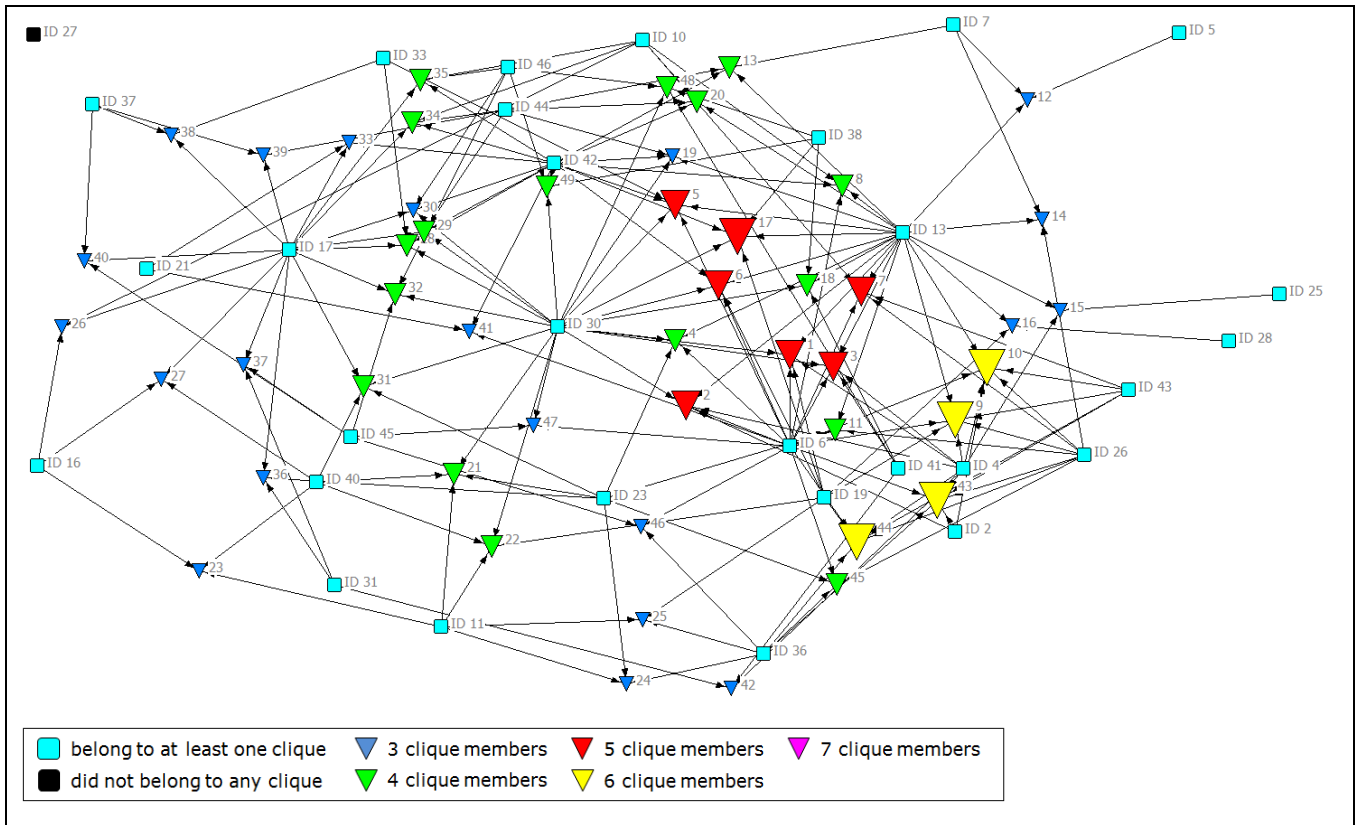 ID 7
ID 5
ID 27
ID 10
ID 33
ID 46
13
35
48
20
12
ID 37
ID 44
34
38
33
ID 38
39
19
ID 42
49
8
5
30
14
29
17
ID 13
28
ID 17
40
ID 21
6
18
7
32
ID 25
15
26
ID 30
41
16
4
ID 28
1
3
10
37
27
31
ID 43
2
9
47
11
ID 45
ID 6
ID 26
ID 16
21
ID 41
ID 4
36
ID 40
43
ID 23
ID 19
46
44
ID 2
22
23
45
ID 31
25
ID 11
ID 36
24
42
belong to at least one clique
3 clique members
5 clique members
7 clique members
did not belong to any clique
4 clique members
6 clique members